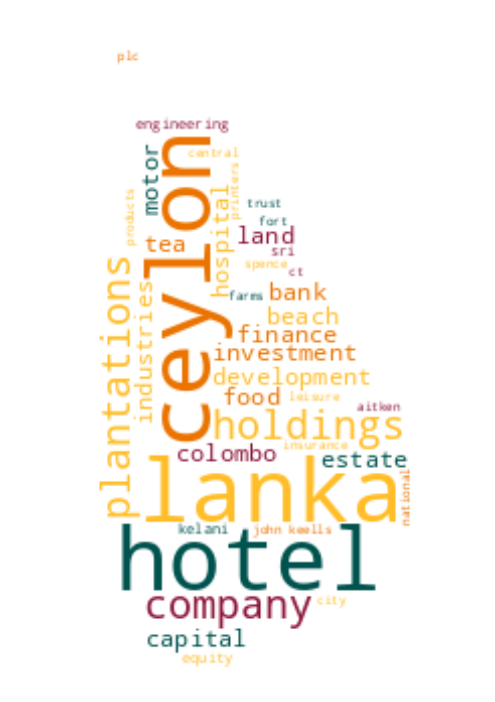 plc
engineering
motor
central
ceylon
products
hospital
printers
trust
fort
land
tea
sri
spence
ct
plantations
industries
farms
bank
beach
finance
investment
development
food
leisure
aitken
holdings
colombo
insurance
estate
lanka
national
kelani
john keells
hotel
company
city
capital
equity